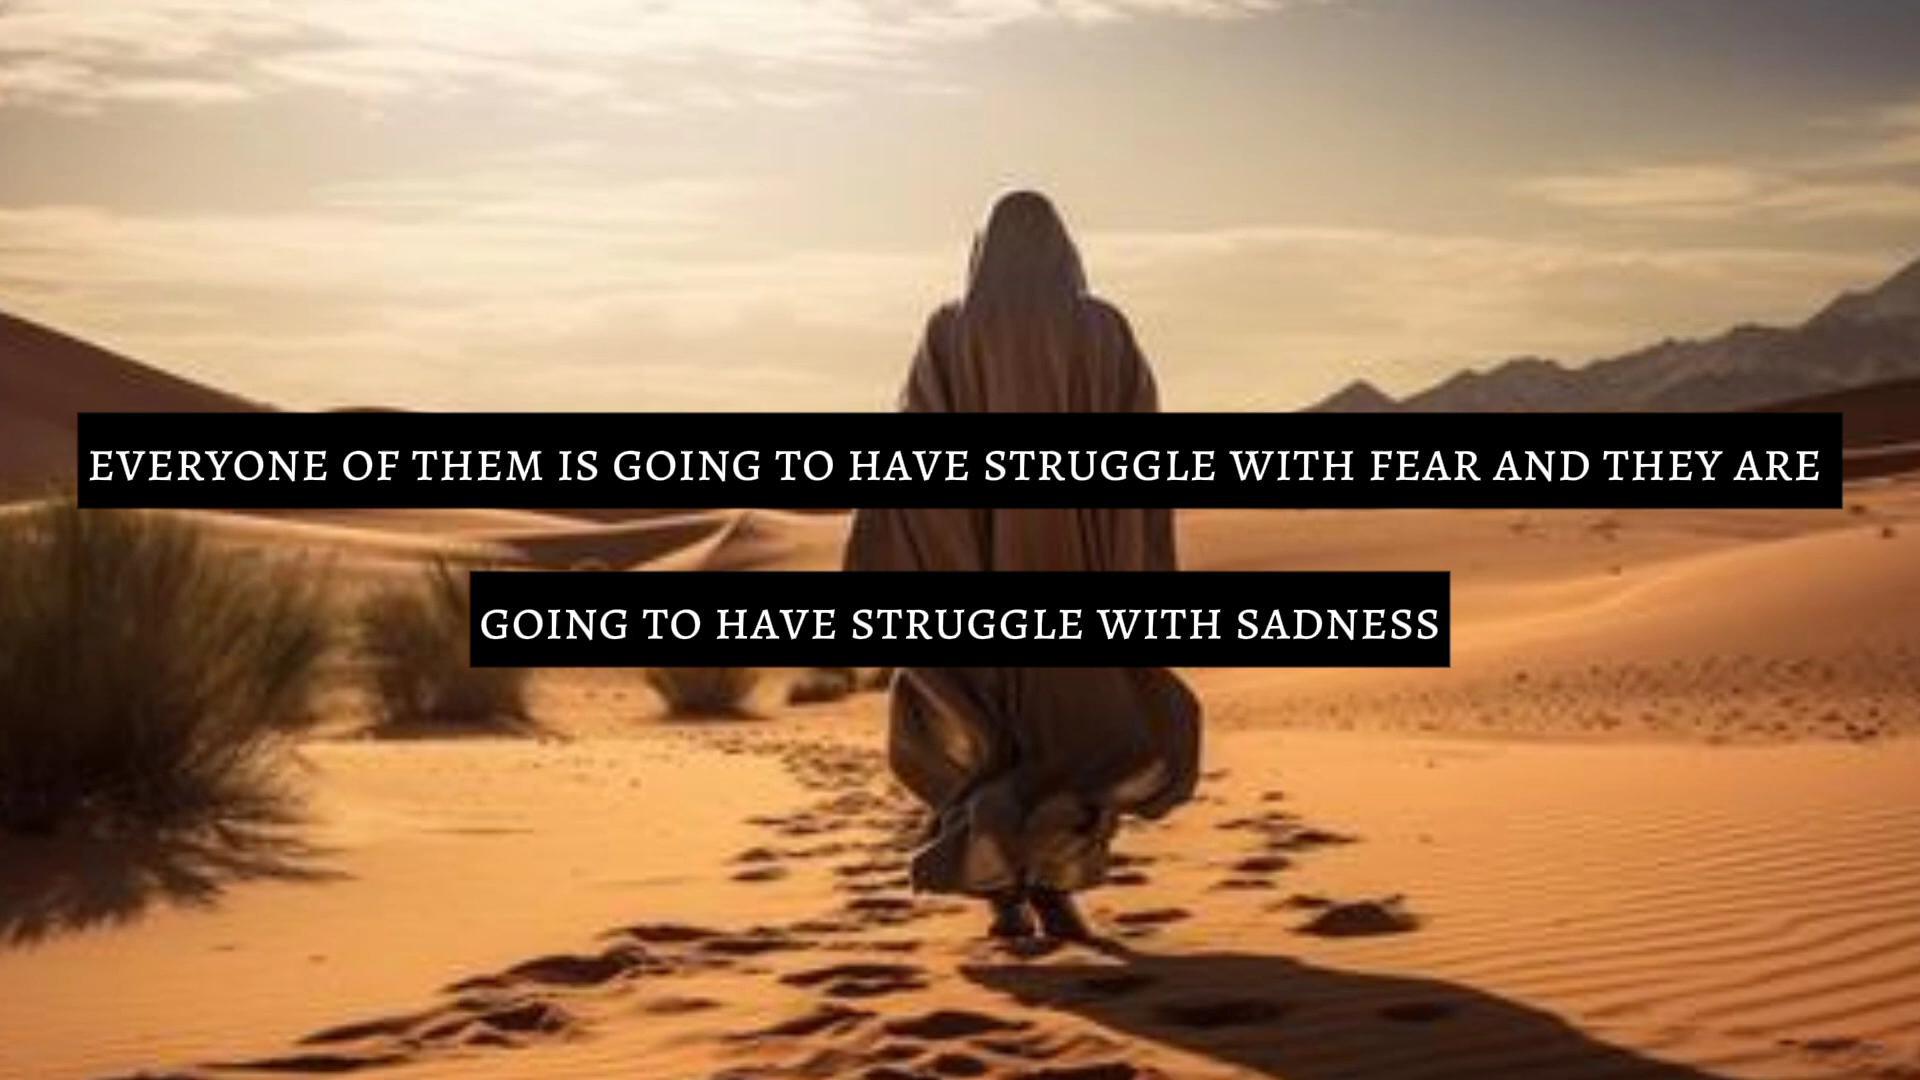 EVERYONE OF THEM IS GOING TO HAVE STRUGGLE WITH FEAR AND THEY ARE
GOING TO HAVE STRUGGLE WITH SADNESS